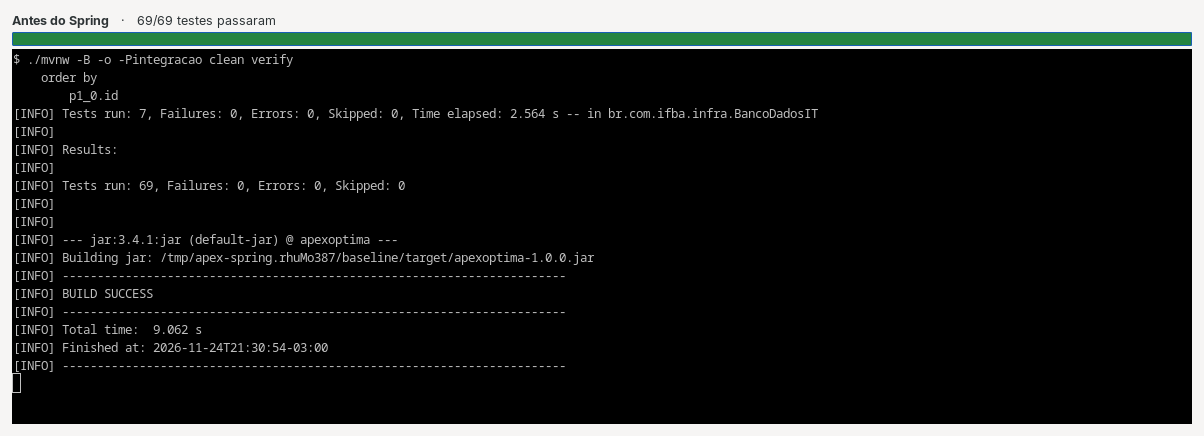 Antes do Spring · 69/69 testes passaram
$ ./mvnw -B -o -Pintegracao clean verify
order by
p1_0.id
[INFO] Tests run: 7, Failures: 0, Errors: 0, Skipped: 0, Time elapsed: 2.564 s -- in br.com.ifba.infra.BancoDadosIT
[INFO]
[INFO] Results:
[INFO]
[INFO] Tests run: 69, Failures: 0, Errors: 0, Skipped: 0
[INFO]
[INFO]
[INFO] --- jar:3.4.1:jar (default-jar) @ apexoptima ---
[INFO] Building jar: /tmp/apex-spring.rhuMo387/baseline/target/apexoptima-1.0.0.jar
[INFO] ------------------------------------------------------------------------
[INFO] BUILD SUCCESS
[INFO] ------------------------------------------------------------------------
[INFO] Total time:  9.062 s
[INFO] Finished at: 2026-11-24T21:30:54-03:00
[INFO] ------------------------------------------------------------------------